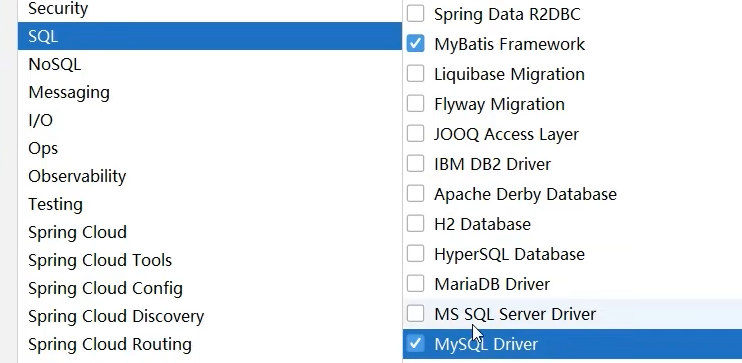 Security
SQL
NoSQL
Messaging
I/O
Ops
Observability
Testing
Spring Cloud
Spring Cloud Tools
Spring Cloud Config
Spring Cloud Discovery
Spring Cloud Routing
Spring Data R2DBC
MyBatis Framework
Liquibase Migration
Flyway Migration
JOOQ Access Layer
IBM DB2 Driver
Apache Derby Database
H2 Database
HyperSQL Database
MariaDB Driver
MS SQL Server Driver
MySQL Driver